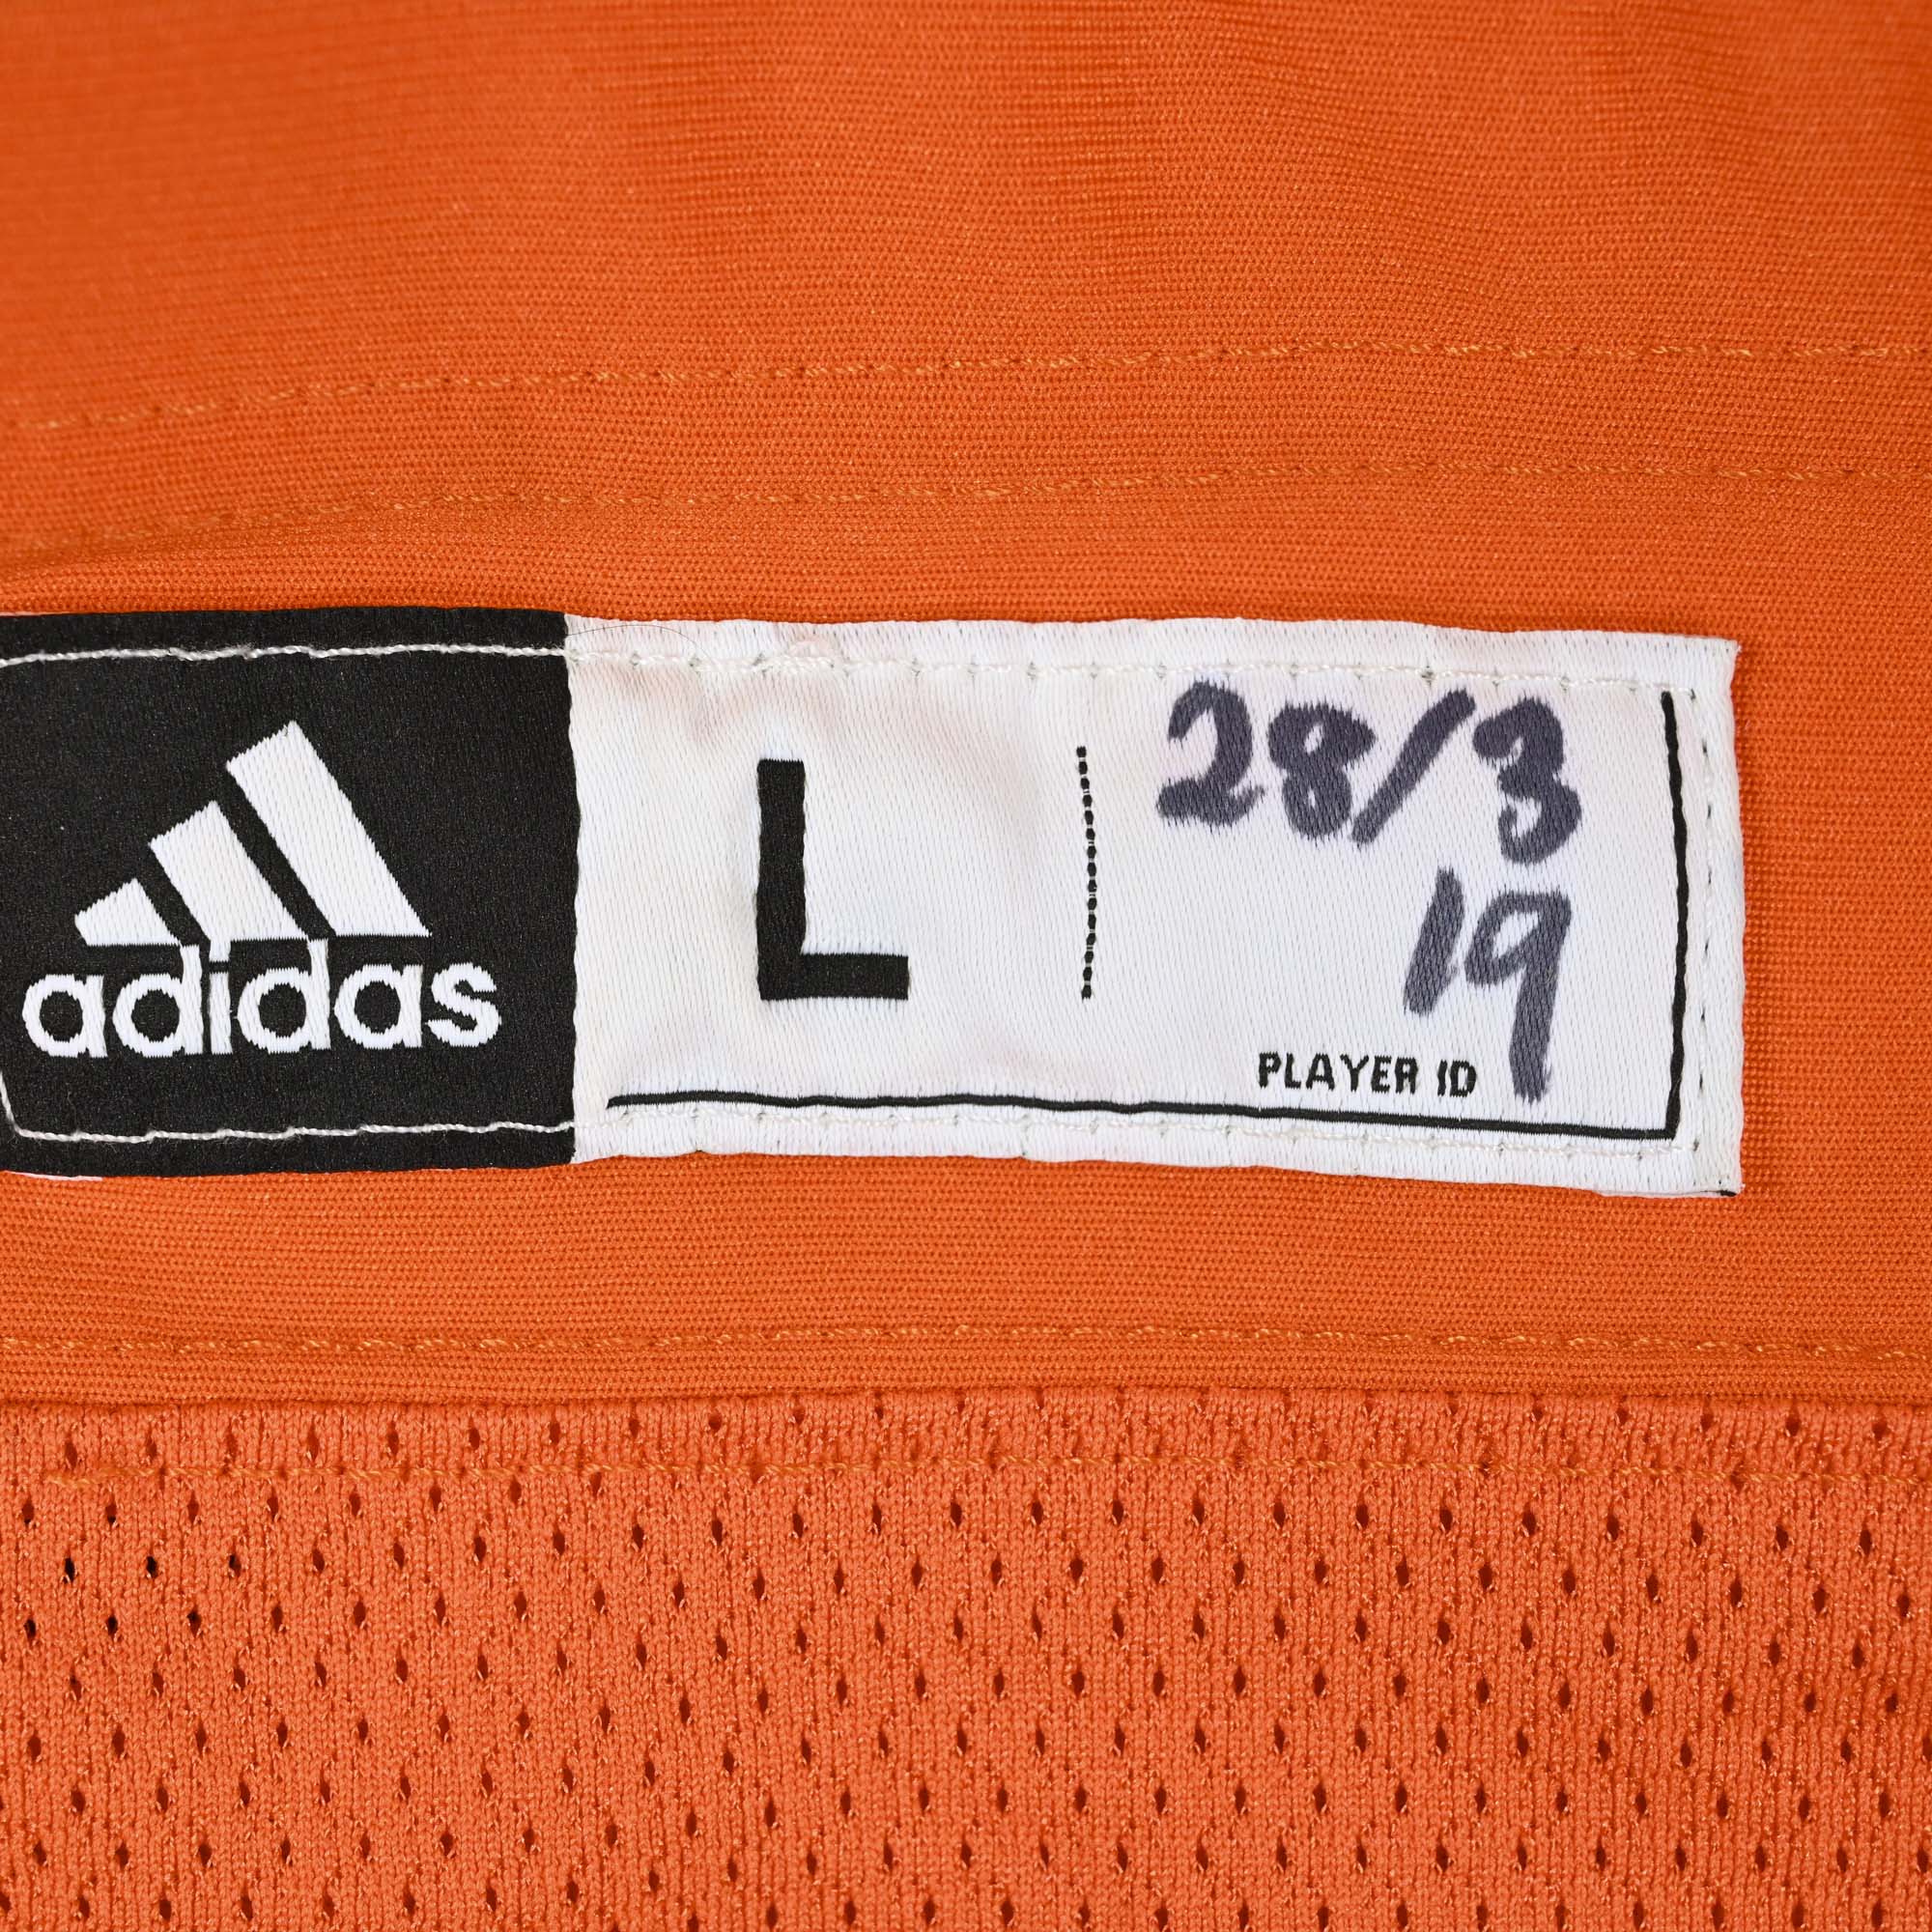 adidas
L
28/3
19
PLAYER ID